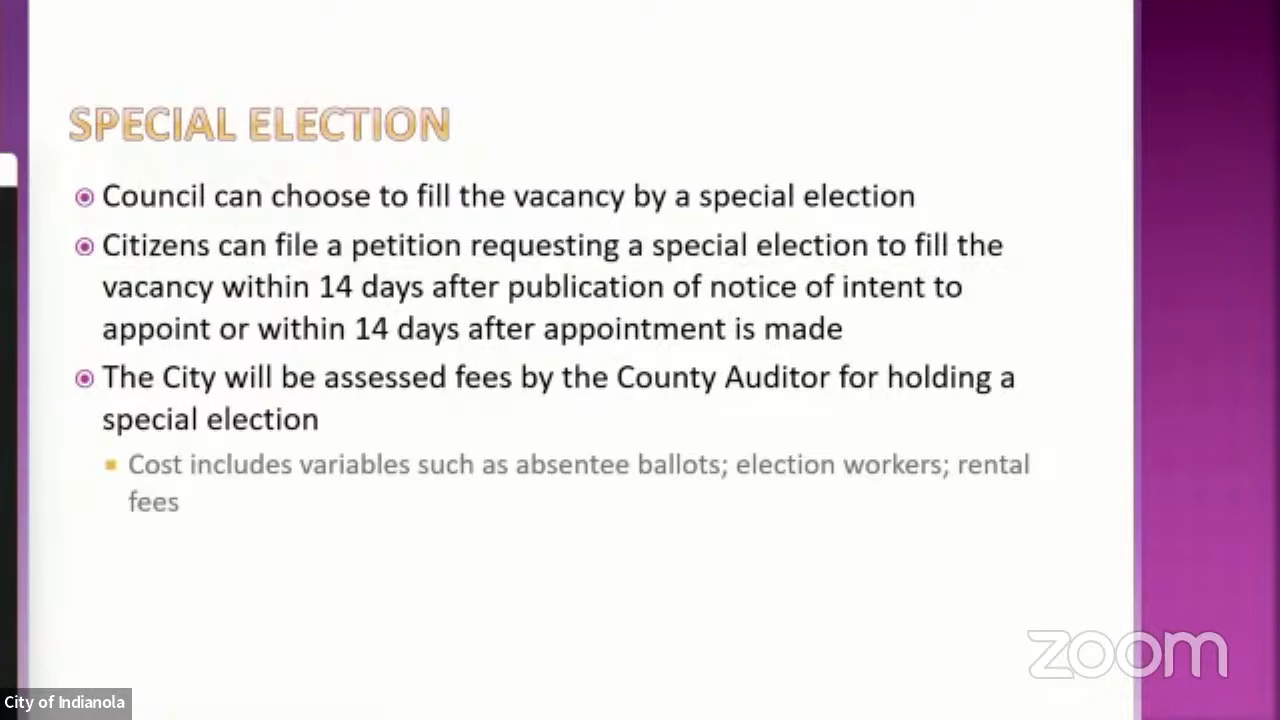 SPECIAL ELECTION
Council can choose to fill the vacancy by a special election
Citizens can file a petition requesting a special election to fill the
vacancy within 14 days after publication of notice of intent to
appoint or within 14 days after appointment is made
The City will be assessed fees by the County Auditor for holding a
special election
Cost includes variables such as absentee ballots; election workers; rental
fees
zoom
City of Indianola